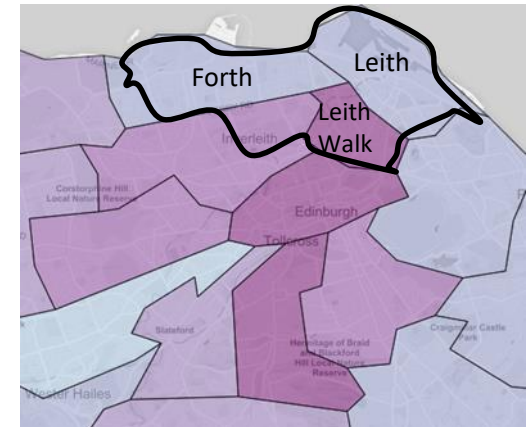 Forth
Leith
Leith
Walk
Inverleith
Corstorphine Hill
Local Nature Reserve
Edinburgh
Tollcross
Slateford
Hermitage of Braid
and Blackford
Hill Local Nature
Reserve
Craigmillar Castle
Park
Wester Hailes